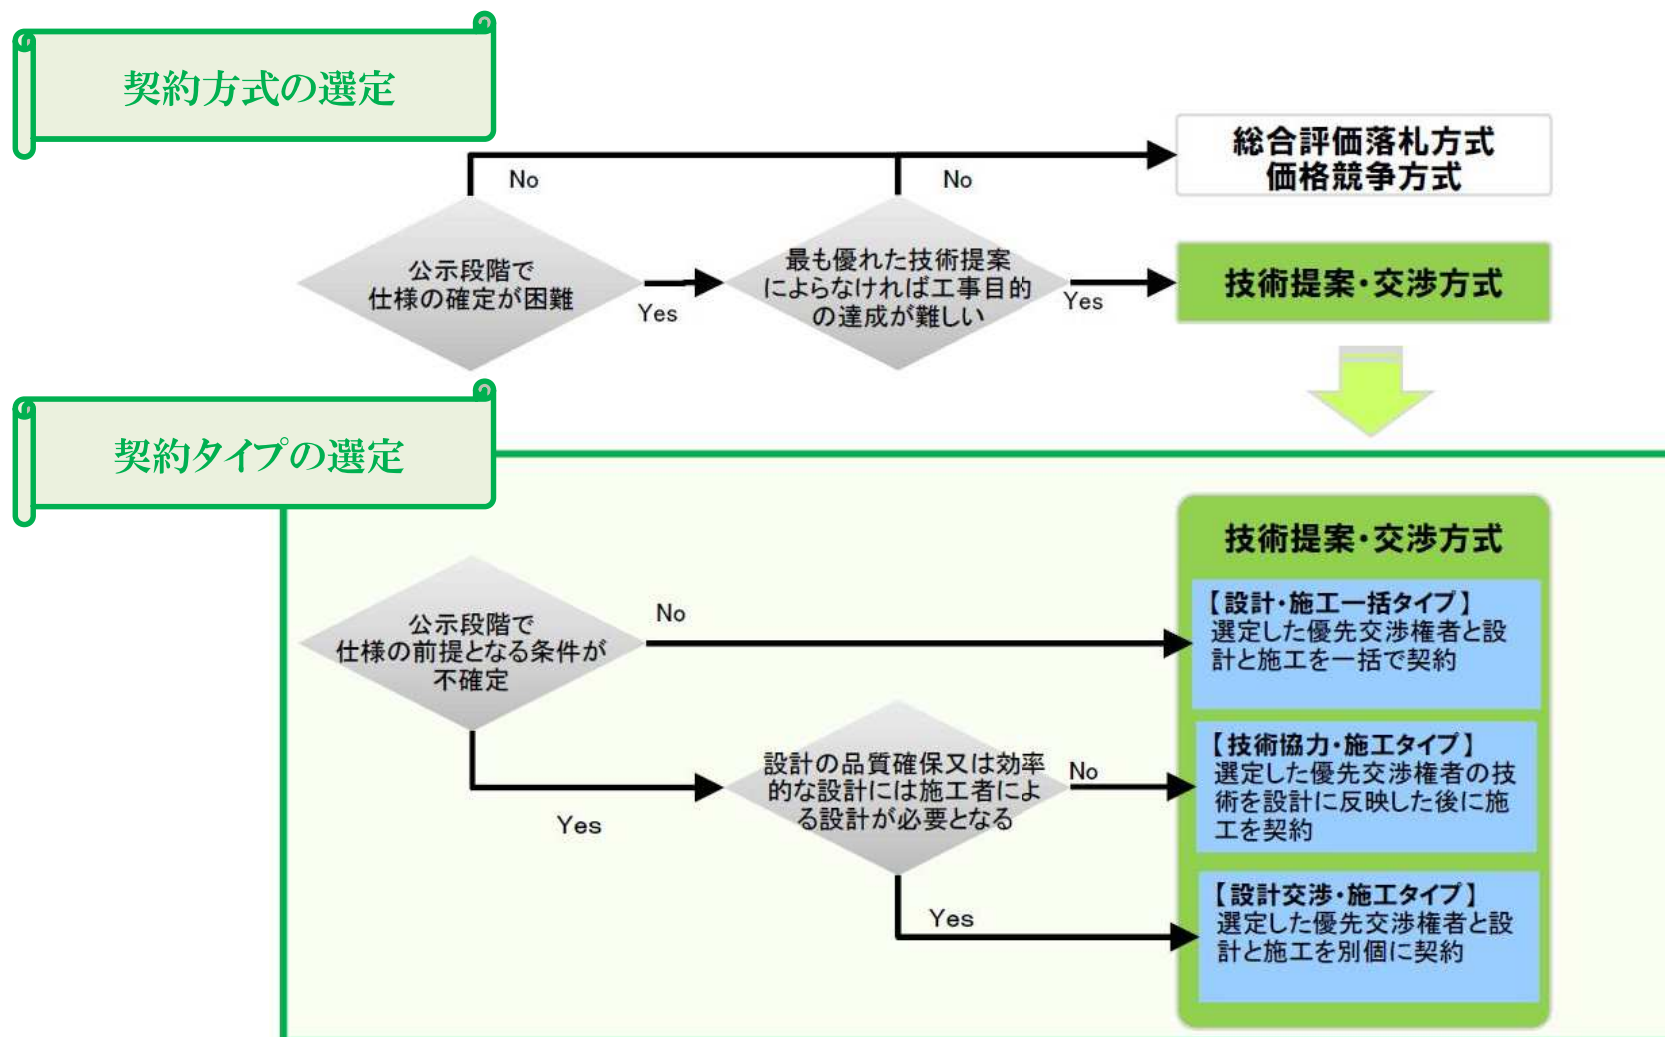 契約方式の選定
総合評価落札方式
価格競争方式
No
No
公示段階で
仕様の確定が困難
Yes
最も優れた技術提案
によらなければ工事目的
の達成が難しい
Yes
技術提案・交渉方式
契約タイプの選定
技術提案・交渉方式
公示段階で
仕様の前提となる条件が
不確定
No
【設計・施工一括タイプ】
選定した優先交渉権者と設
計と施工を一括で契約
Yes
設計の品質確保又は効率
的な設計には施工者によ
る設計が必要となる
No
【技術協力・施工タイプ】
選定した優先交渉権者の技
術を設計に反映した後に施
工を契約
Yes
【設計交渉・施工タイプ】
選定した優先交渉権者と設
計と施工を別個に契約